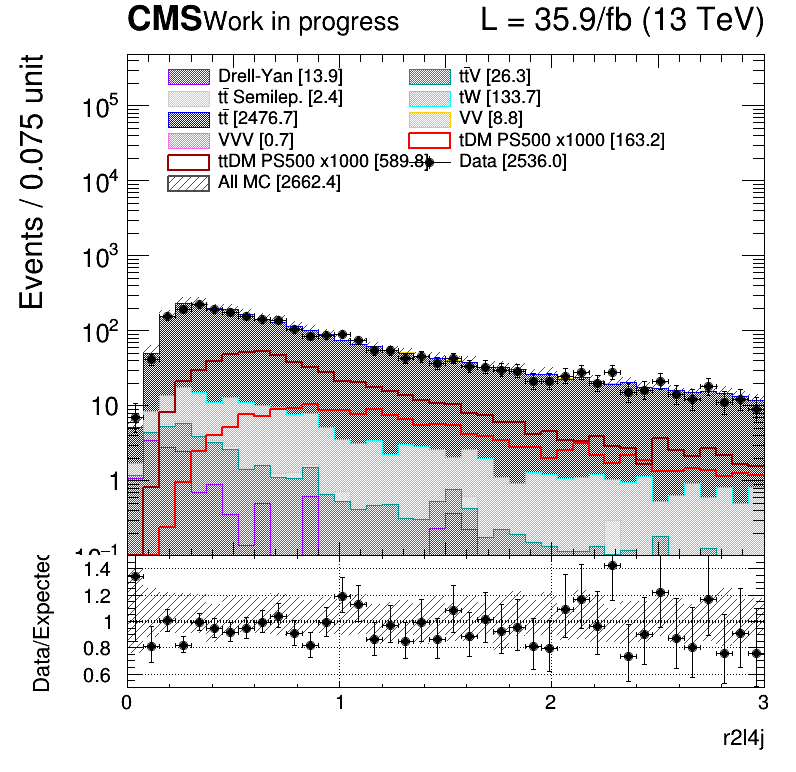 CMS Work in progress L = 35.9/fb (13 TeV)
Drell-Yan [13.9] tt̄V [26.3]
tt̄ Semilep. [2.4] tW [133.7]
tt̄ [2476.7] VV [8.8]
VVV [0.7] tDM PS500 x1000 [163.2]
ttDM PS500 x1000 [589.8] Data [2536.0]
All MC [2662.4]
Events / 0.075 unit
10⁵
10⁴
10³
10²
10
1
10⁻¹
Data/Expected
1.4
1.2
1
0.8
0.6
0 1 2 3
r2l4j